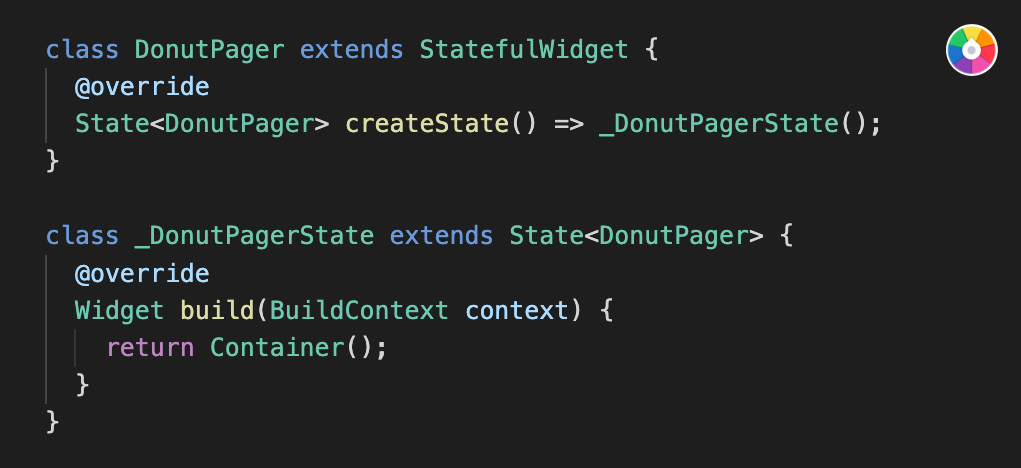 class DonutPager extends StatefulWidget {
  @override
  State<DonutPager> createState() => _DonutPagerState();
}
class _DonutPagerState extends State<DonutPager> {
  @override
  Widget build(BuildContext context) {
    return Container();
  }
}